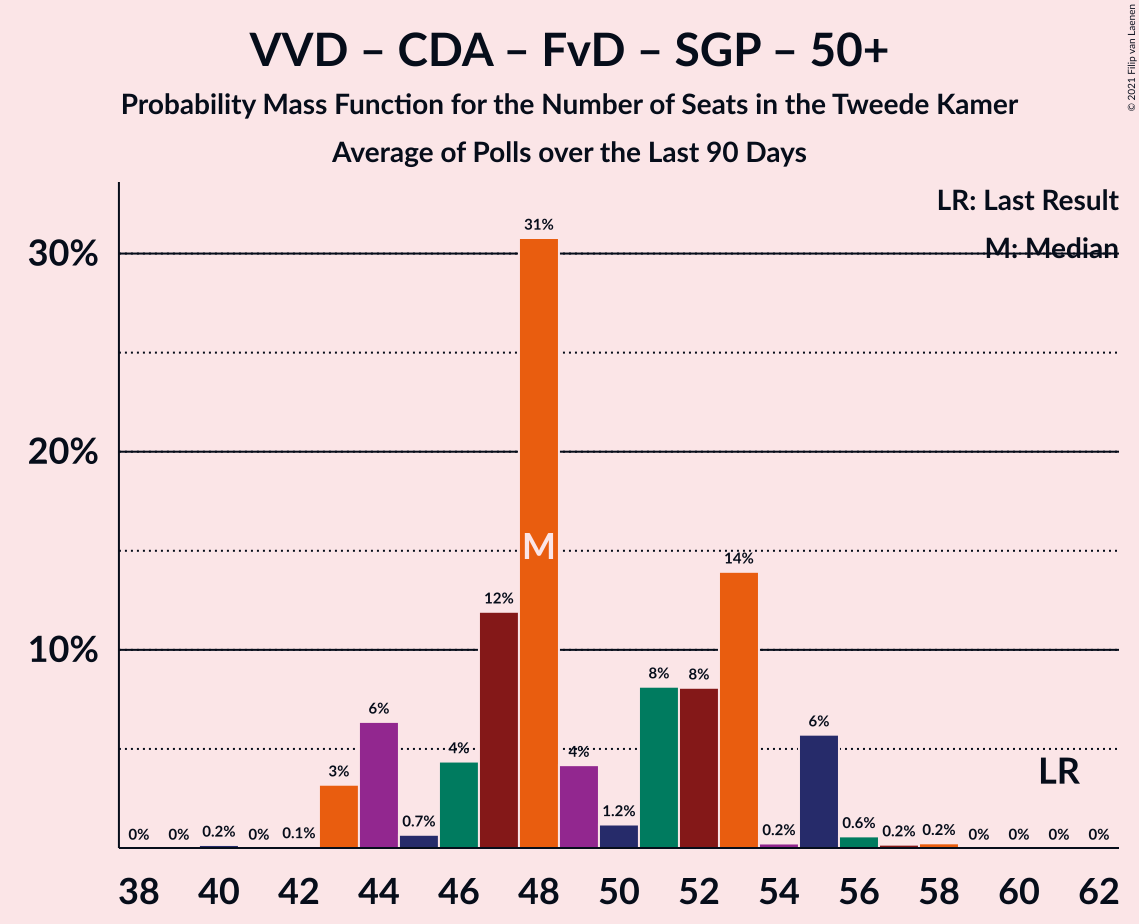 VVD – CDA – FvD – SGP – 50+
Probability Mass Function for the Number of Seats in the Tweede Kamer
Average of Polls over the Last 90 Days
© 2021 Filip van Laenen
LR: Last Result
M: Median
30%
20%
10%
0% 0% 0.2% 0% 0.1% 3% 6% 0.7% 4% 12% 31% 4% 1.2% 8% 8% 14% 0.2% 6% 0.6% 0.2% 0.2% 0% 0% 0% 0%
M
LR
38 40 42 44 46 48 50 52 54 56 58 60 62